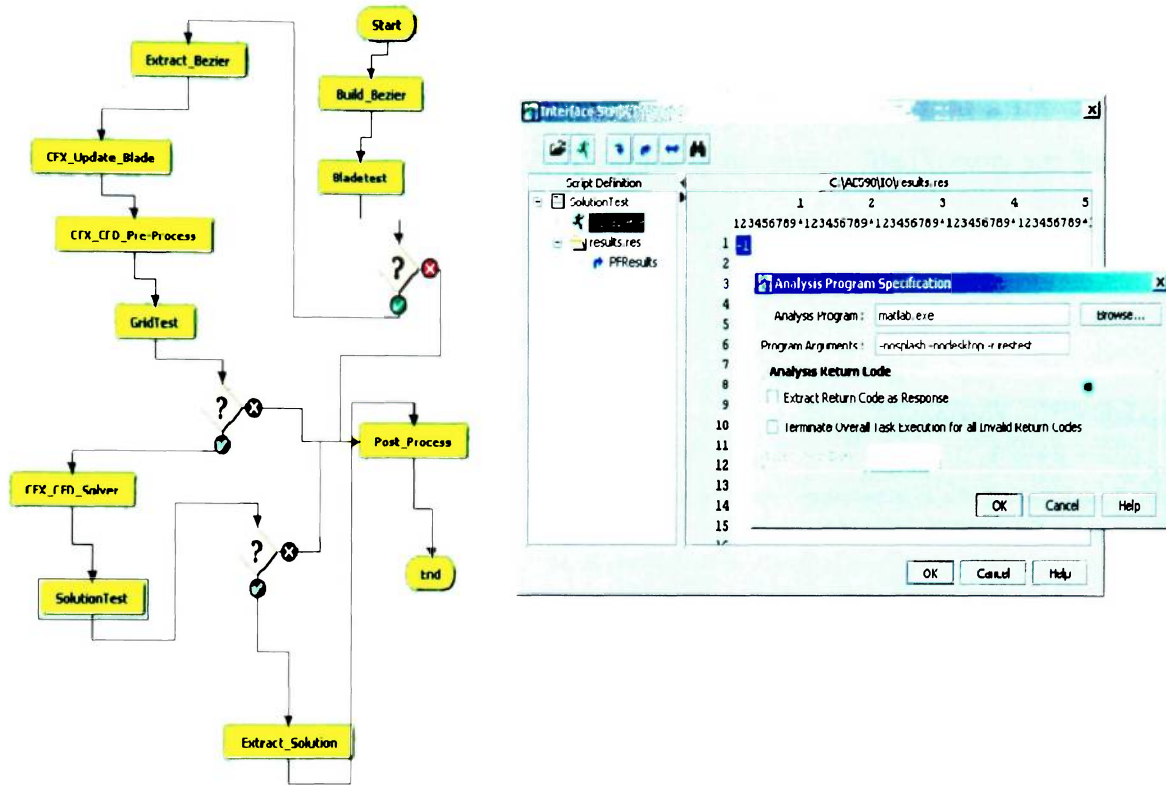 Start
Extract_Bezier
Build_Bezier
CFX_Update_Blade
Bladetest
CFX_CFD_Pre-Process
?
GridTest
?
Post_Process
CFX_CFD_Solver
?
SolutionTest
End
Extract_Solution
Interface
Script Definition
SolutionTest
results.res
PFResults
C:\AE590\IO\results.res
1 2 3 4 5
123456789*123456789*123456789*123456789*123456789*1
1 -1
2
3
4
5
6
7
8
9
10
11
12
13
14
15
OK Cancel Help
Analysis Program Specification
Analysis Program : matlab.exe Browse...
Program Arguments : -nosplash -nodesktop -r restest
Analysis Return Code
Extract Return Code as Response
Terminate Overall Task Execution for all Invalid Return Codes
OK Cancel Help